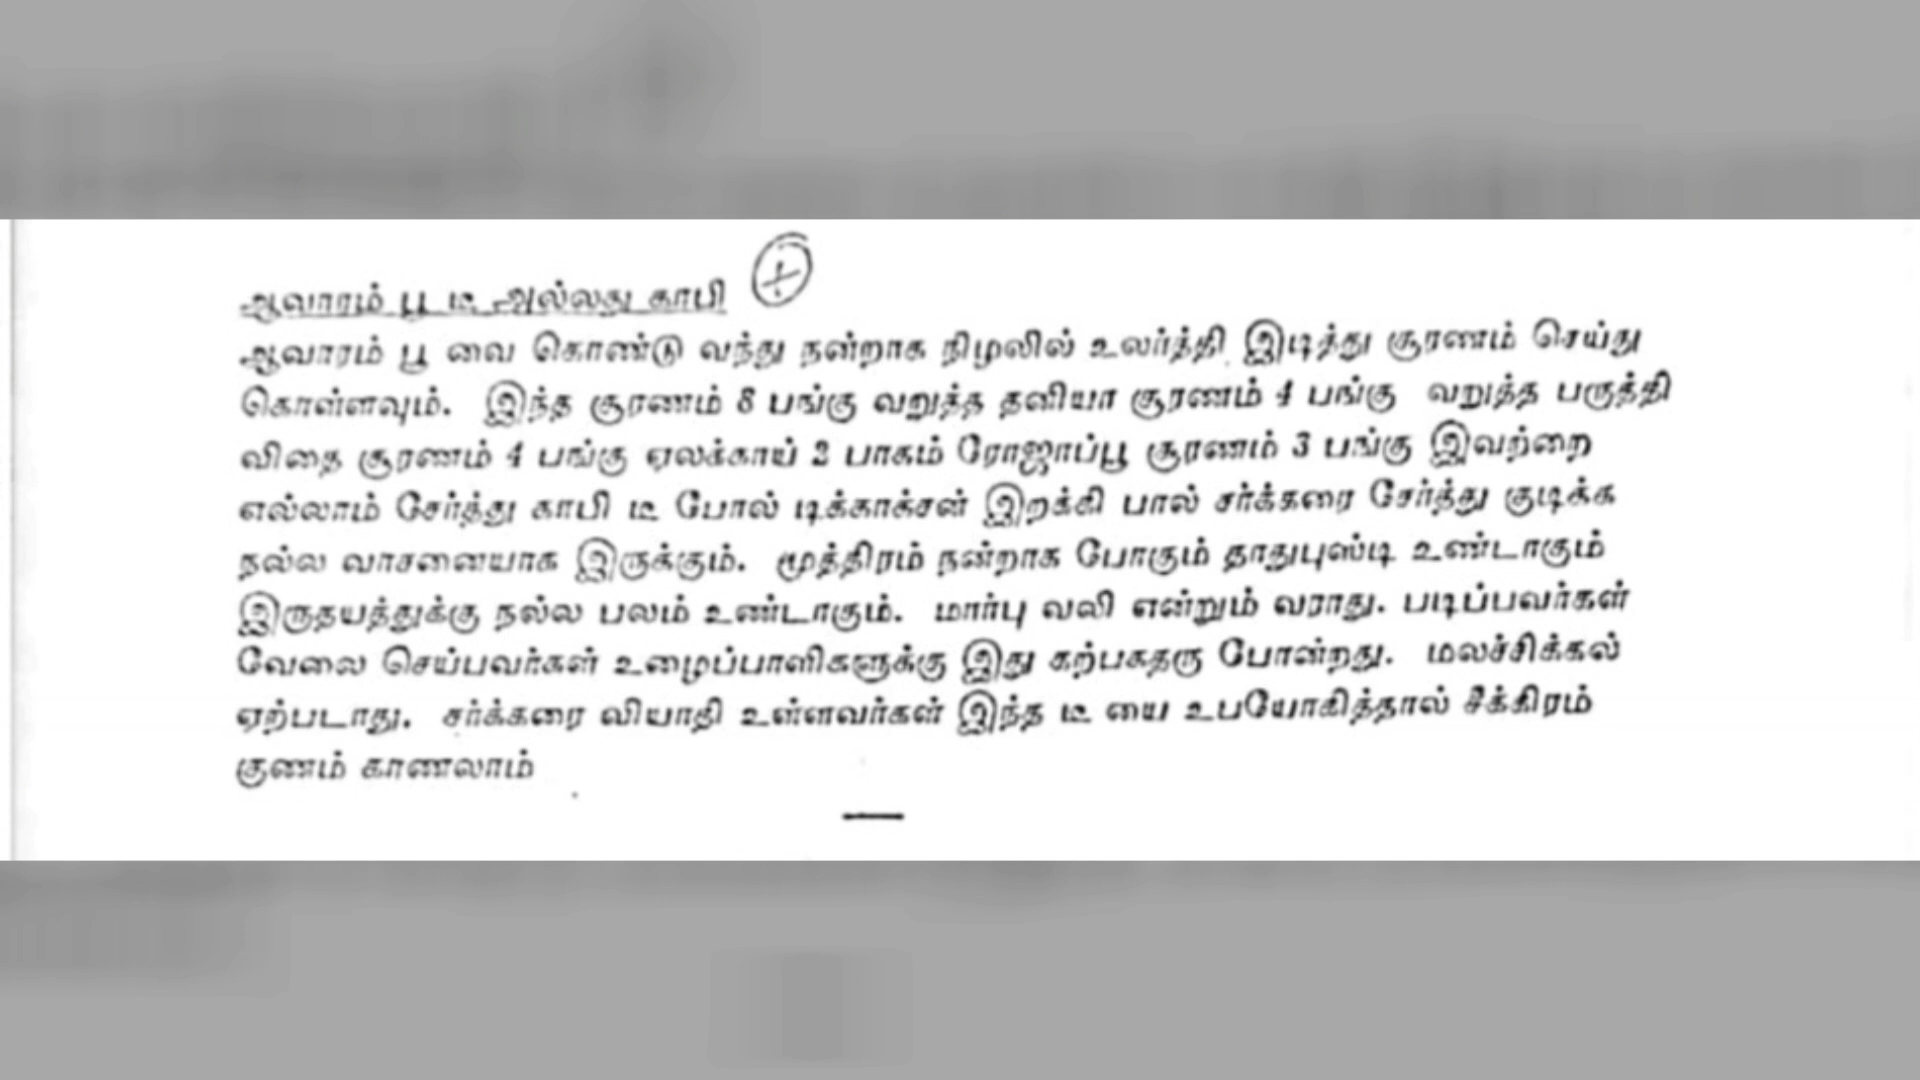 ஆவாரம் பூ டீ அல்லது காபி
ஆவாரம் பூ வை கொண்டு வந்து நன்றாக நிழலில் உலர்த்தி இடித்து சூரணம் செய்து
கொள்ளவும். இந்த சூரணம் 8 பங்கு வறுத்த தனியா சூரணம் 4 பங்கு வறுத்த பருத்தி
விதை சூரணம் 4 பங்கு ஏலக்காய் 2 பாகம் ரோஜாப்பூ சூரணம் 3 பங்கு இவற்றை
எல்லாம் சேர்த்து காபி டீ போல் டிக்காக்சன் இறக்கி பால் சர்க்கரை சேர்த்து குடிக்க
நல்ல வாசனையாக இருக்கும். மூத்திரம் நன்றாக போகும் தாதுபுஸ்டி உண்டாகும்
இருதயத்துக்கு நல்ல பலம் உண்டாகும். மார்பு வலி என்றும் வராது. படிப்பவர்கள்
வேலை செய்பவர்கள் உழைப்பாளிகளுக்கு இது கற்பகதரு போன்றது. மலச்சிக்கல்
ஏற்படாது. சர்க்கரை வியாதி உள்ளவர்கள் இந்த டீ யை உபயோகித்தால் சீக்கிரம்
குணம் காணலாம்